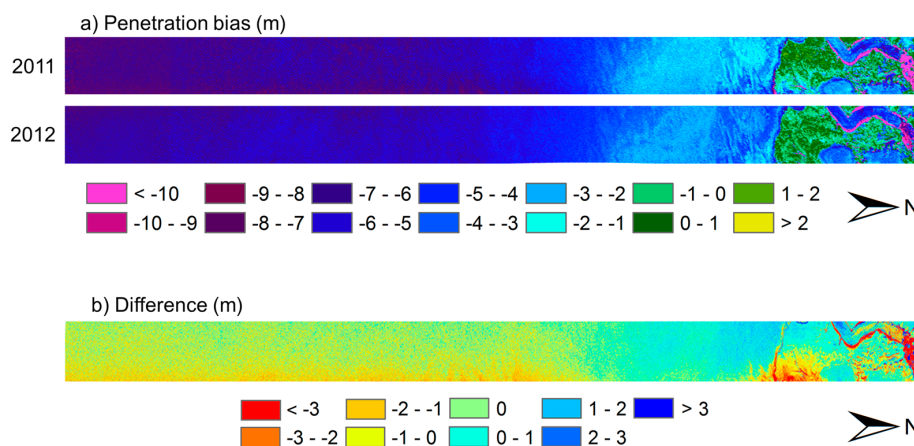 a) Penetration bias (m)
2011
2012
< -10 -9 - -8 -7 - -6 -5 - -4 -3 - -2 -1 - 0 1 - 2
-10 - -9 -8 - -7 -6 - -5 -4 - -3 -2 - -1 0 - 1 > 2
N
b) Difference (m)
< -3 -2 - -1 0 1 - 2 > 3
-3 - -2 -1 - 0 0 - 1 2 - 3
N